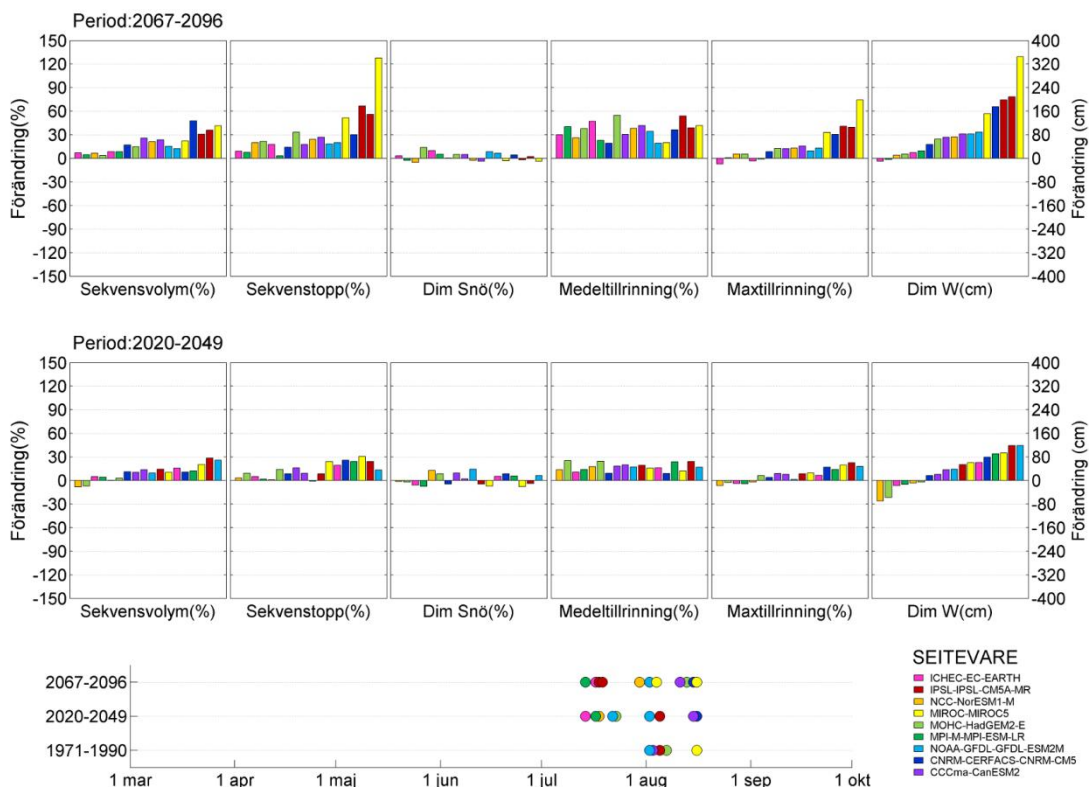 Period:2067-2096
150
120
90
60
30
0
-30
-60
-90
-120
-150
Förändring(%)
400
320
240
160
80
0
-80
-160
-240
-320
-400
Förändring (cm)
Sekvensvolym(%) Sekvenstopp(%) Dim Snö(%) Medeltillrinning(%) Maxtillrinning(%) Dim W(cm)
Period:2020-2049
150
120
90
60
30
0
-30
-60
-90
-120
-150
Förändring(%)
400
320
240
160
80
0
-80
-160
-240
-320
-400
Förändring (cm)
Sekvensvolym(%) Sekvenstopp(%) Dim Snö(%) Medeltillrinning(%) Maxtillrinning(%) Dim W(cm)
2067-2096
2020-2049
1971-1990
1 mar 1 apr 1 maj 1 jun 1 jul 1 aug 1 sep 1 okt
SEITEVARE
ICHEC-EC-EARTH
IPSL-IPSL-CM5A-MR
NCC-NorESM1-M
MIROC-MIROC5
MOHC-HadGEM2-E
MPI-M-MPI-ESM-LR
NOAA-GFDL-GFDL-ESM2M
CNRM-CERFACS-CNRM-CM5
CCCma-CanESM2